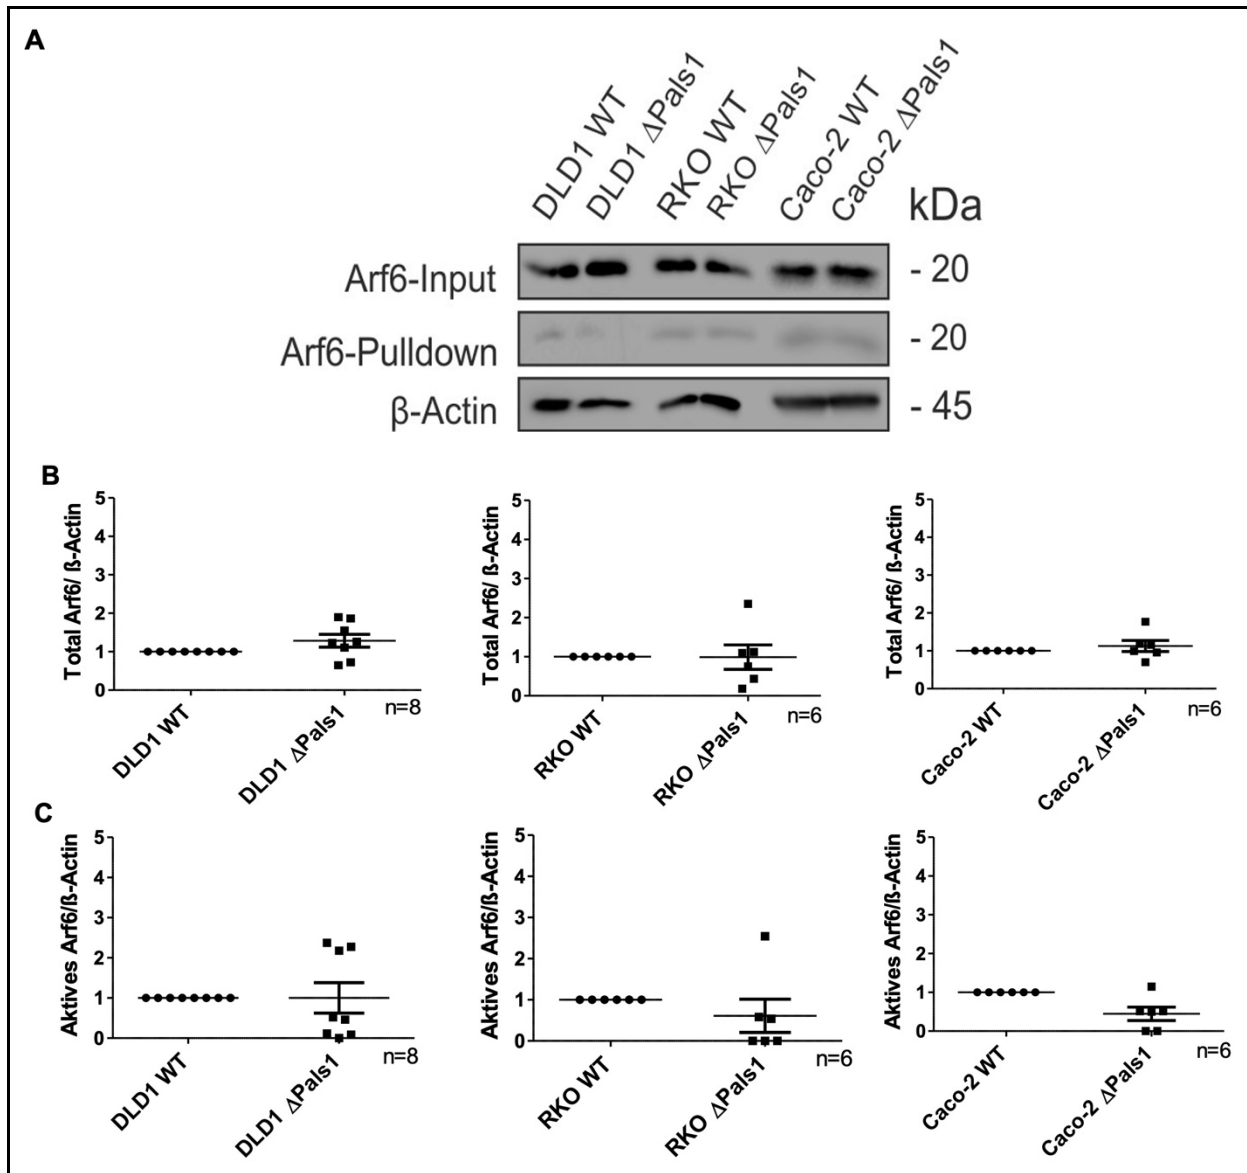 A
DLD1 WT
DLD1 ΔPals1
RKO WT
RKO ΔPals1
Caco-2 WT
Caco-2 ΔPals1
kDa
Arf6-Input
- 20
Arf6-Pulldown
- 20
β-Actin
- 45
B
Total Arf6/ ß-Actin
5
4
3
2
1
0
DLD1 WT
DLD1 ΔPals1
n=8
Total Arf6/ ß-Actin
5
4
3
2
1
0
RKO WT
RKO ΔPals1
n=6
Total Arf6/ ß-Actin
5
4
3
2
1
0
Caco-2 WT
Caco-2 ΔPals1
n=6
C
Aktives Arf6/ß-Actin
5
4
3
2
1
0
DLD1 WT
DLD1 ΔPals1
n=8
Aktives Arf6/ß-Actin
5
4
3
2
1
0
RKO WT
RKO ΔPals1
n=6
Aktives Arf6/ß-Actin
5
4
3
2
1
0
Caco-2 WT
Caco-2 ΔPals1
n=6